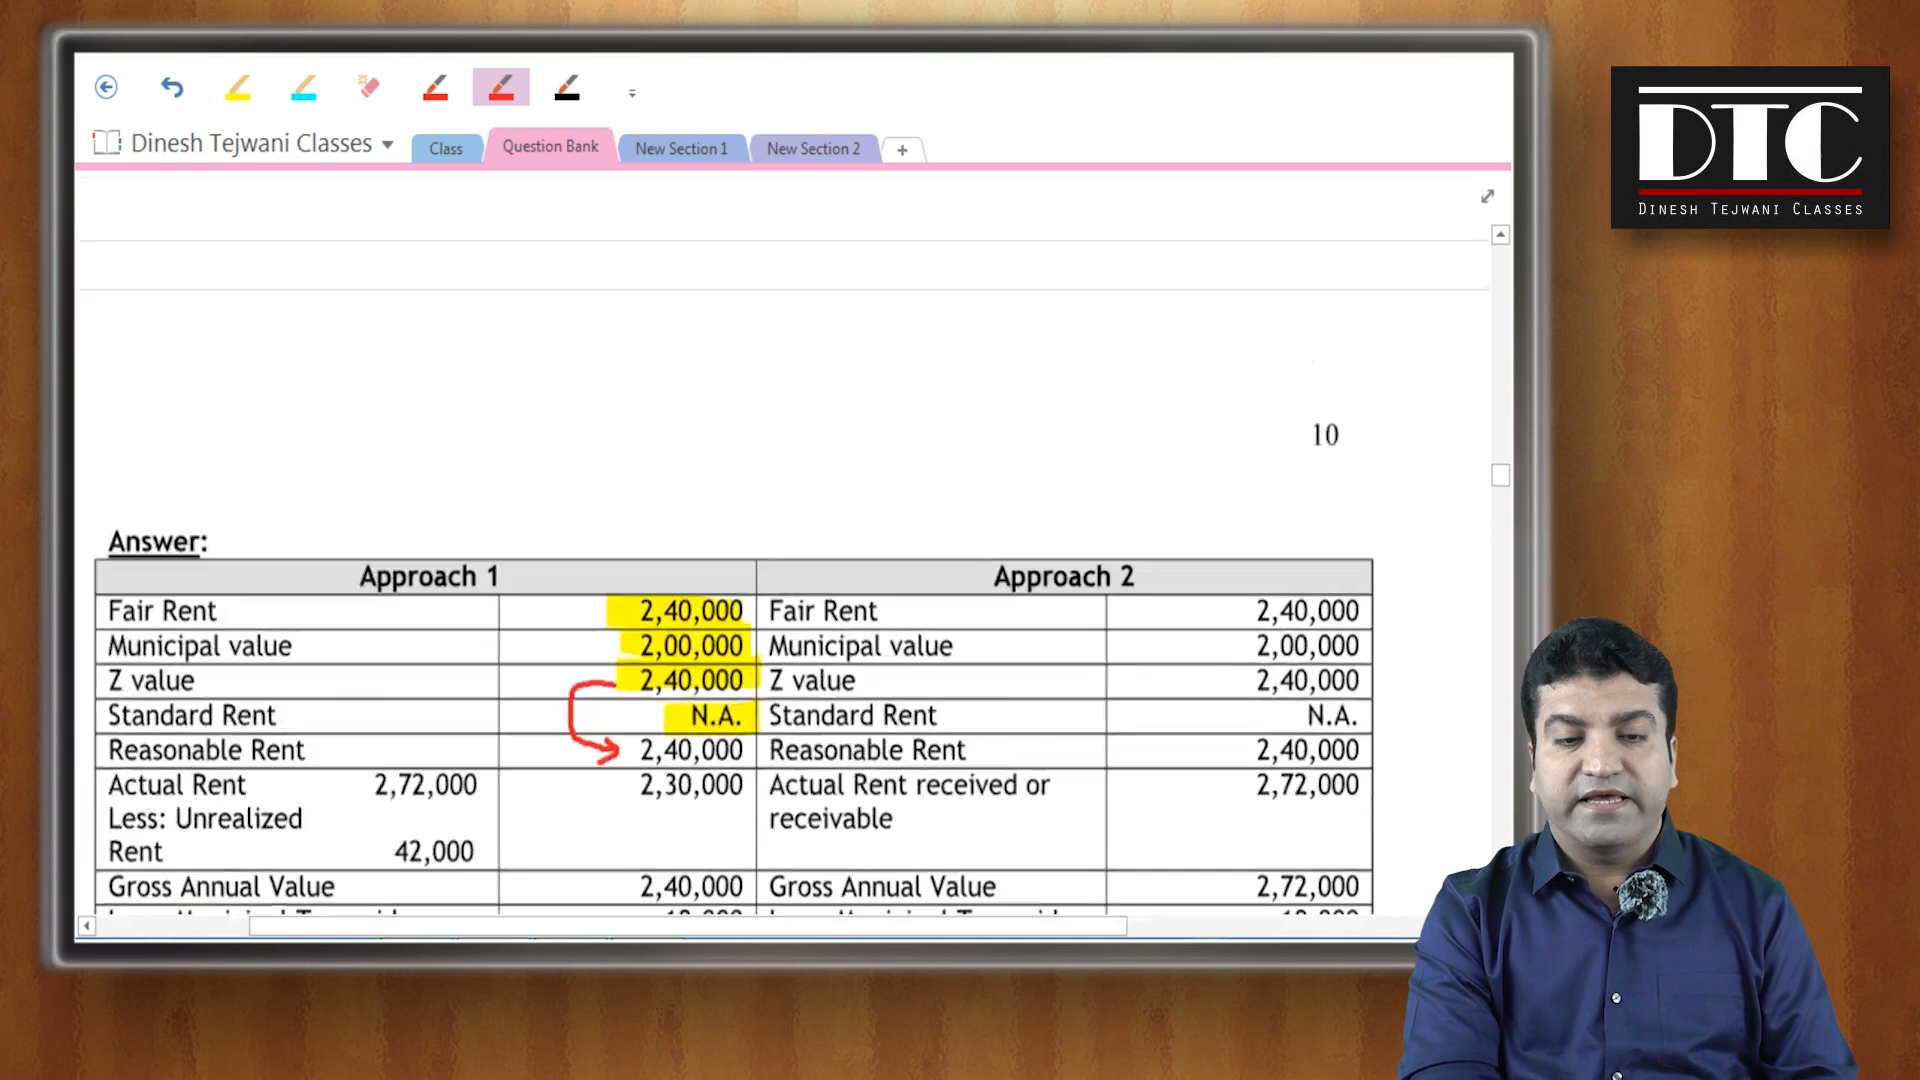 DTC
DINESH TEJWANI CLASSES
Dinesh Tejwani Classes
Class
Question Bank
New Section 1
New Section 2
+
10
Answer:
Approach 1 Approach 2
Fair Rent 2,40,000 Fair Rent 2,40,000
Municipal value 2,00,000 Municipal value 2,00,000
Z value 2,40,000 Z value 2,40,000
Standard Rent N.A. Standard Rent N.A.
Reasonable Rent 2,40,000 Reasonable Rent 2,40,000
Actual Rent 2,72,000 2,30,000 Actual Rent received or 2,72,000
Less: Unrealized receivable
Rent 42,000
Gross Annual Value 2,40,000 Gross Annual Value 2,72,000